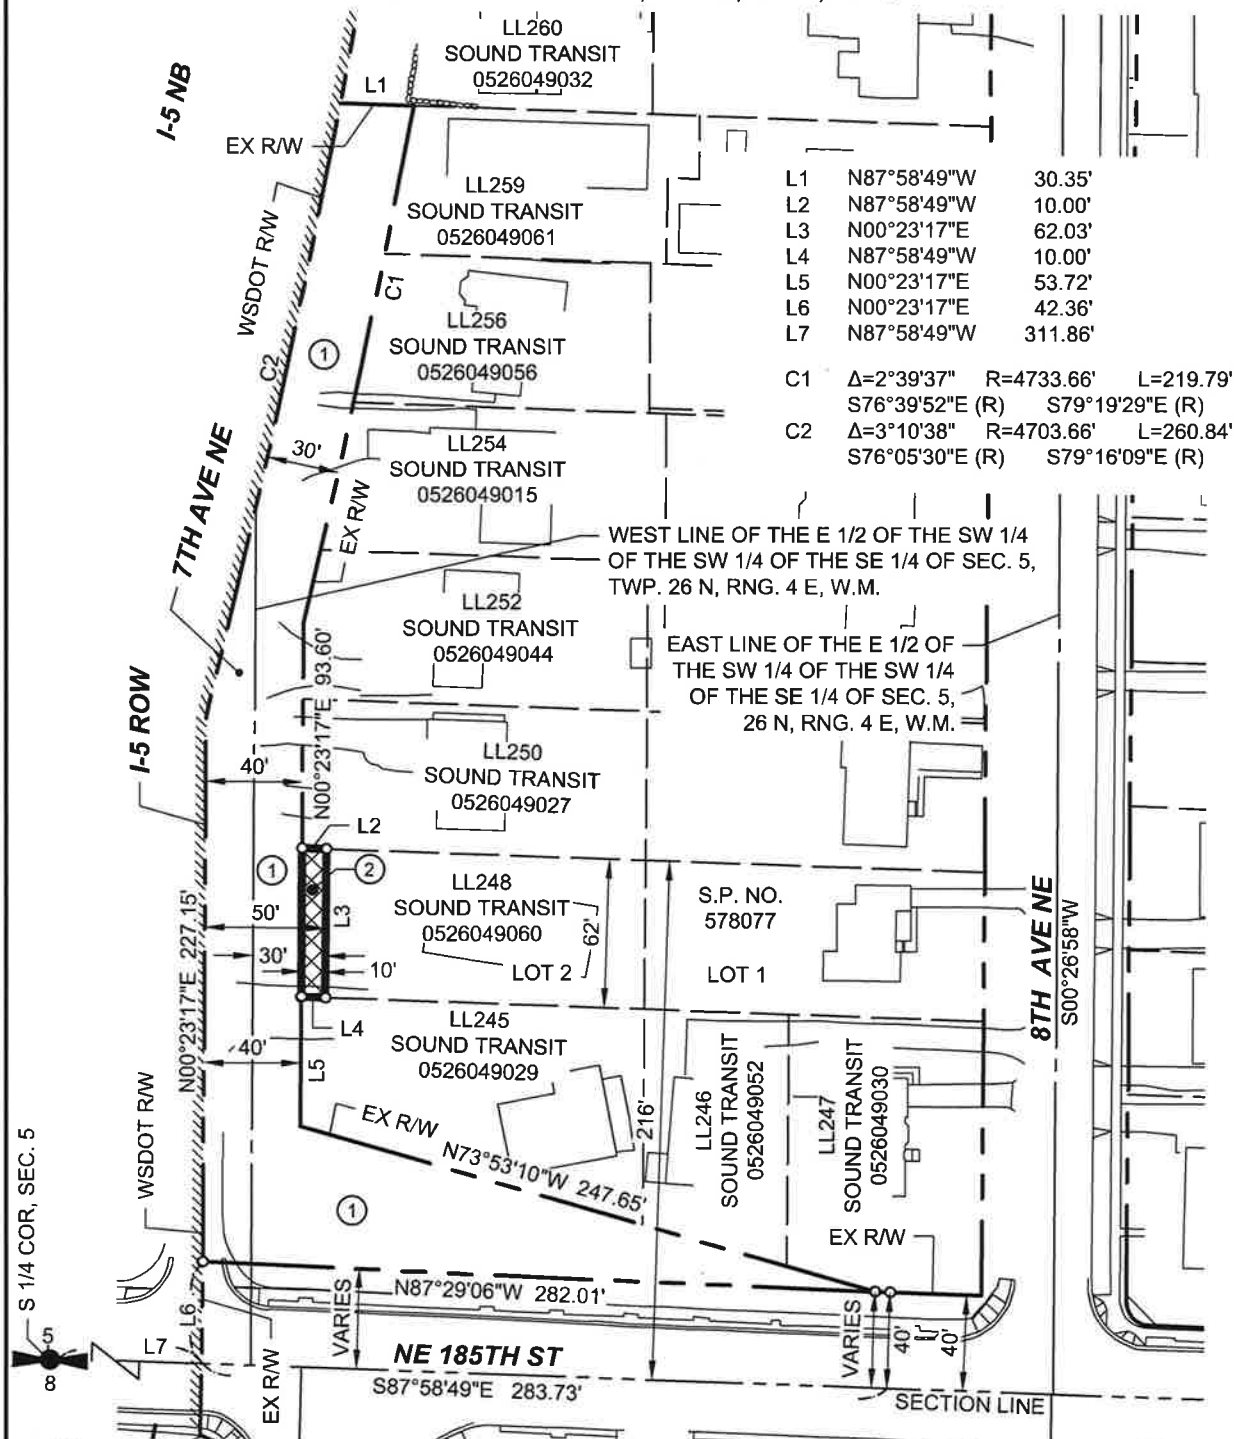 LL260
SOUND TRANSIT
0526049032
I-5 NB
L1
EX R/W
WSDOT R/W
LL259
SOUND TRANSIT
0526049061
L1 N87°58'49"W 30.35'
L2 N87°58'49"W 10.00'
L3 N00°23'17"E 62.03'
L4 N87°58'49"W 10.00'
L5 N00°23'17"E 53.72'
L6 N00°23'17"E 42.36'
L7 N87°58'49"W 311.86'
C1 Δ=2°39'37" R=4733.66' L=219.79'
S76°39'52"E (R) S79°19'29"E (R)
C2 Δ=3°10'38" R=4703.66' L=260.84'
S76°05'30"E (R) S79°16'09"E (R)
C1
C2
1
LL256
SOUND TRANSIT
0526049056
30'
LL254
SOUND TRANSIT
0526049015
7TH AVE NE
EX R/W
WEST LINE OF THE E 1/2 OF THE SW 1/4
OF THE SW 1/4 OF THE SE 1/4 OF SEC. 5,
TWP. 26 N, RNG. 4 E, W.M.
LL252
SOUND TRANSIT
0526049044
EAST LINE OF THE E 1/2 OF
THE SW 1/4 OF THE SW 1/4
OF THE SE 1/4 OF SEC. 5,
26 N, RNG. 4 E, W.M.
N00°23'17"E 93.60'
I-5 ROW
40'
LL250
SOUND TRANSIT
0526049027
L2
1
2
LL248
SOUND TRANSIT
0526049060
LOT 2
62'
S.P. NO.
578077
LOT 1
50'
L3
30'
10'
N00°23'17"E 227.15'
8TH AVE NE
S00°26'58"W
L4
40'
L5
LL245
SOUND TRANSIT
0526049029
LL246
SOUND TRANSIT
0526049052
LL247
SOUND TRANSIT
0526049030
216'
EX R/W
N73°53'10"W 247.65'
WSDOT R/W
S 1/4 COR, SEC. 5
1
EX R/W
N87°29'06"W 282.01'
VARIES
VARIES
40'
40'
L6
L7
5
8
EX R/W
NE 185TH ST
S87°58'49"E 283.73'
SECTION LINE